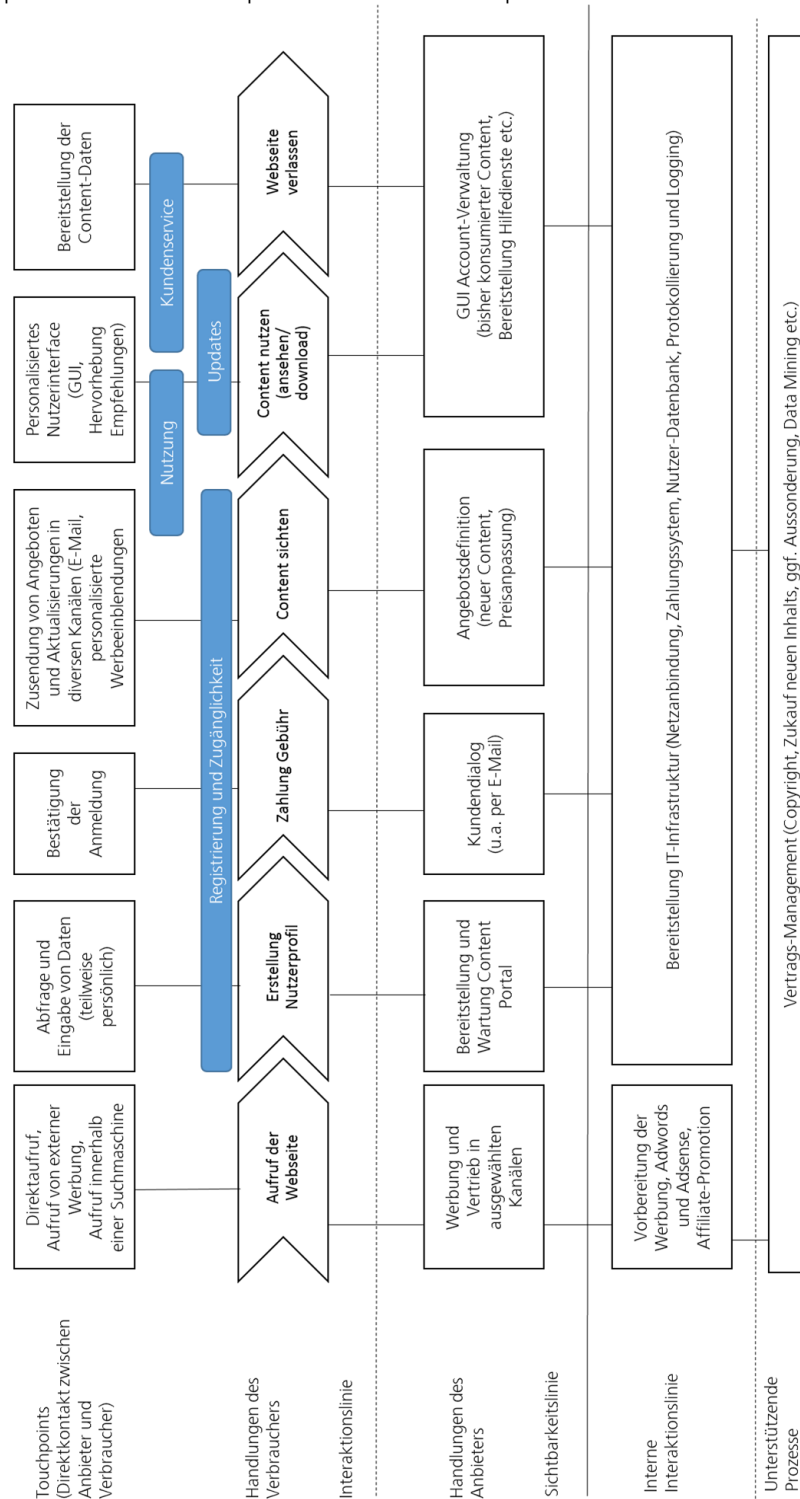 Touchpoints
(Direktkontakt zwischen
Anbieter und
Verbraucher)
Direktaufruf,
Aufruf von externer
Werbung,
Aufruf innerhalb
einer Suchmaschine
Abfrage und
Eingabe von Daten
(teilweise
persönlich)
Bestätigung
der
Anmeldung
Zusendung von Angeboten
und Aktualisierungen in
diversen Kanälen (E-Mail,
personalisierte
Werbeeinblendungen
Personalisiertes
Nutzerinterface
(GUI,
Hervorhebung
Empfehlungen)
Bereitstellung der
Content-Daten
Nutzung
Kundenservice
Registrierung und Zugänglichkeit
Updates
Handlungen des
Verbrauchers
Aufruf der
Webseite
Erstellung
Nutzerprofil
Zahlung Gebühr
Content sichten
Content nutzen
(ansehen/
download)
Webseite
verlassen
Interaktionslinie
Handlungen des
Anbieters
Werbung und
Vertrieb in
ausgewählten
Kanälen
Bereitstellung und
Wartung Content
Portal
Kundendialog
(u.a. per E-Mail)
Angebotsdefinition
(neuer Content,
Preisanpassung)
GUI Account-Verwaltung
(bisher konsumierter Content,
Bereitstellung Hilfedienste etc.)
Sichtbarkeitslinie
Interne
Interaktionslinie
Vorbereitung der
Werbung, Adwords
und Adsense,
Affiliate-Promotion
Bereitstellung IT-Infrastruktur (Netzanbindung, Zahlungssystem, Nutzer-Datenbank, Protokollierung und Logging)
Unterstützende
Prozesse
Vertrags-Management (Copyright, Zukauf neuen Inhalts, ggf. Aussonderung, Data Mining etc.)